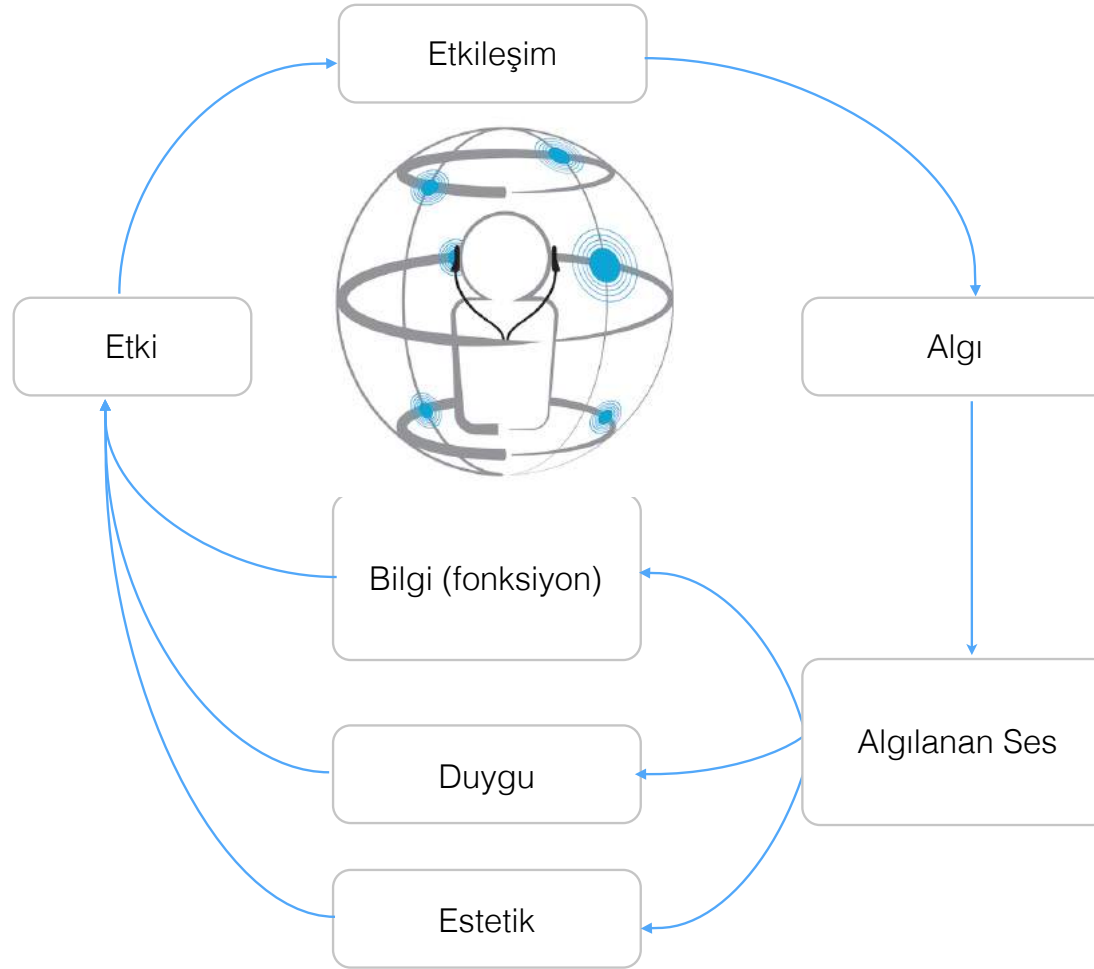 Etkileşim
Etki
Algı
Bilgi (fonksiyon)
Algılanan Ses
Duygu
Estetik